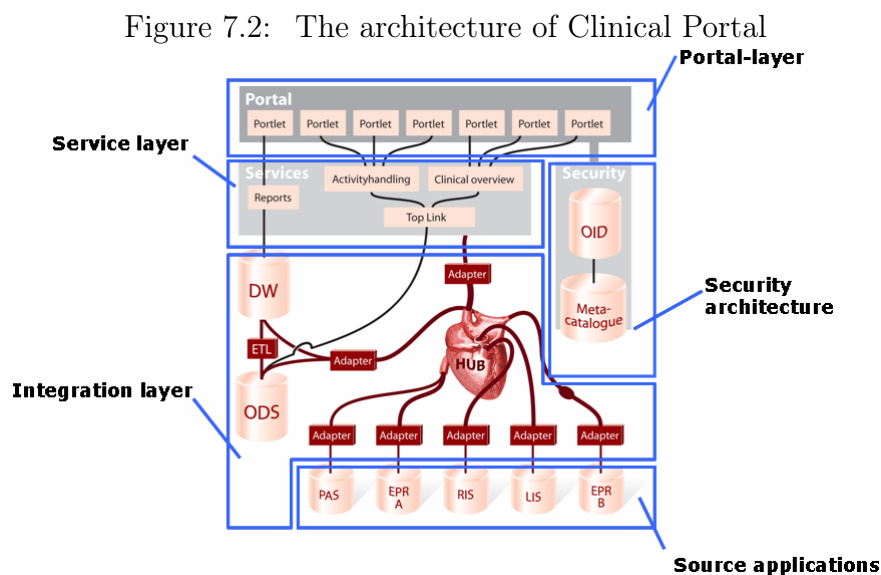 Figure 7.2: The architecture of Clinical Portal
Portal-layer
Portal
Portlet Portlet Portlet Portlet Portlet Portlet Portlet
Service layer
Services
Activityhandling
Clinical overview
Security
Reports
Top Link
OID
Adapter
DW
Security
architecture
Meta-
catalogue
ETL
Adapter
HUB
Integration layer
ODS
Adapter Adapter Adapter Adapter Adapter
PAS
EPR
A
RIS
LIS
EPR
B
Source applications